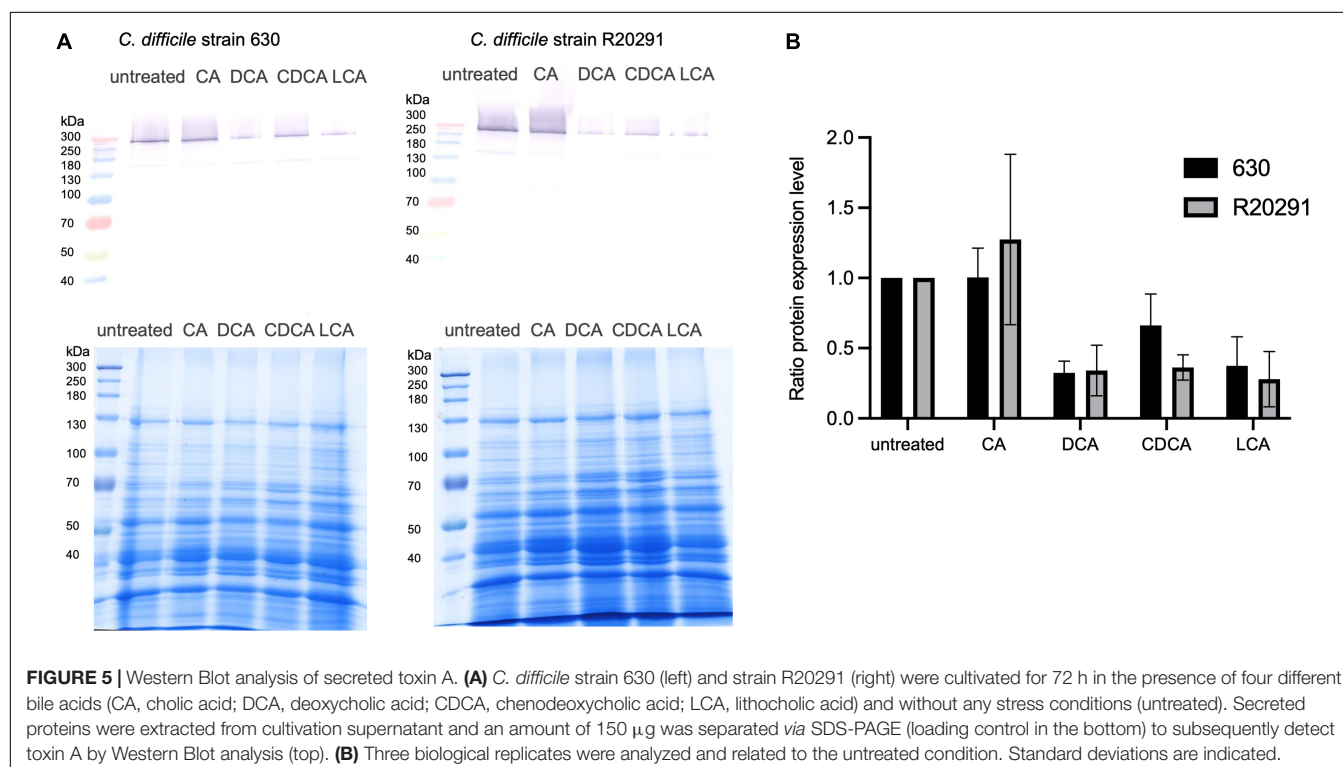 A
C. difficile strain 630
C. difficile strain R20291
untreated CA DCA CDCA LCA
untreated CA DCA CDCA LCA
kDa
300
250
180
130
100
70
50
40
kDa
300
250
180
130
100
70
50
40
untreated CA DCA CDCA LCA
untreated CA DCA CDCA LCA
kDa
300
250
180
130
100
70
50
40
kDa
300
250
180
130
100
70
50
40
B
Ratio protein expression level
2.0
1.5
1.0
0.5
0.0
630
R20291
untreated CA DCA CDCA LCA
FIGURE 5 | Western Blot analysis of secreted toxin A. (A) C. difficile strain 630 (left) and strain R20291 (right) were cultivated for 72 h in the presence of four different
bile acids (CA, cholic acid; DCA, deoxycholic acid; CDCA, chenodeoxycholic acid; LCA, lithocholic acid) and without any stress conditions (untreated). Secreted
proteins were extracted from cultivation supernatant and an amount of 150 μg was separated via SDS-PAGE (loading control in the bottom) to subsequently detect
toxin A by Western Blot analysis (top). (B) Three biological replicates were analyzed and related to the untreated condition. Standard deviations are indicated.